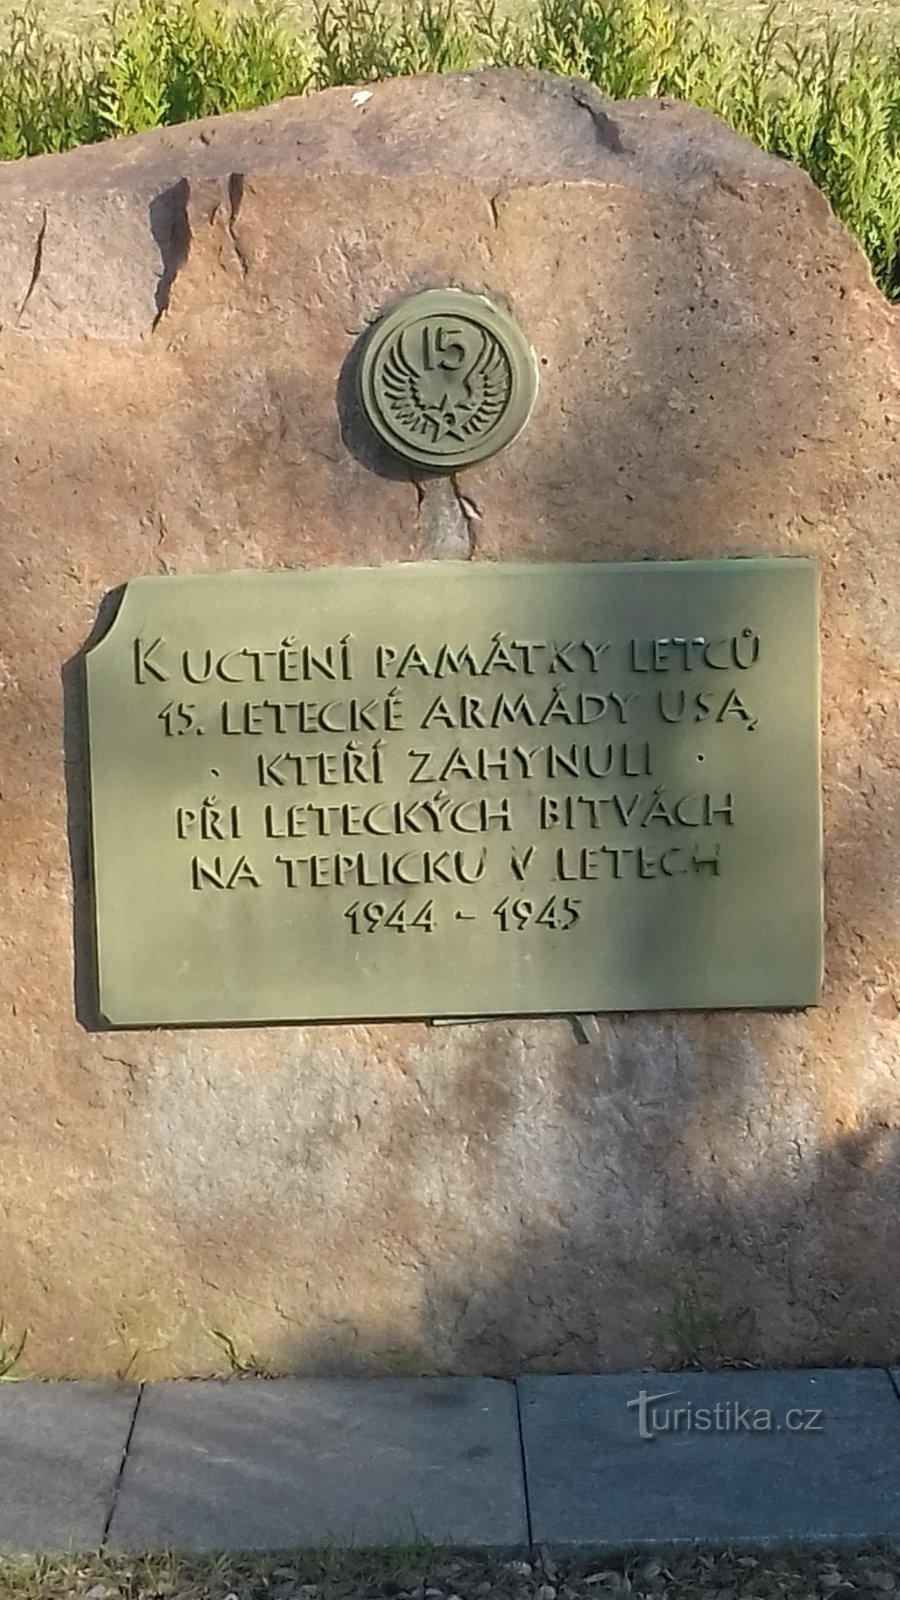 15
K UCTĚNÍ PAMÁTKY LETCŮ
15. LETECKÉ ARMÁDY USA,
· KTEŘÍ ZAHYNULI ·
PŘI LETECKÝCH BITVÁCH
NA TEPLICKU V LETECH
1944 - 1945
Turistika.cz